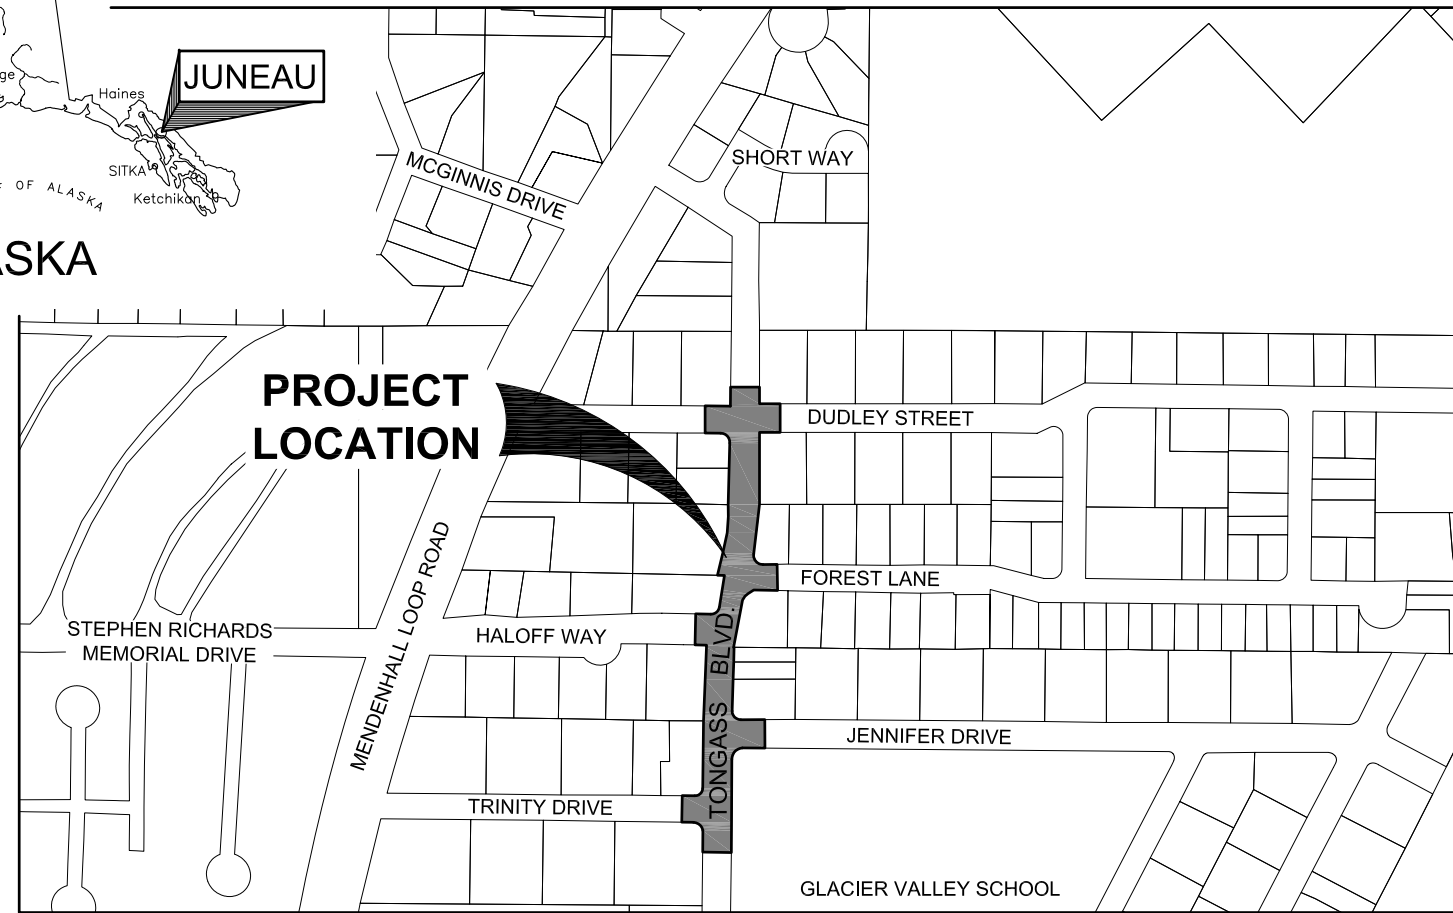 JUNEAU
Haines
SITKA
Ketchikan
OF ALASKA
MCGINNIS DRIVE
SHORT WAY
PROJECT
LOCATION
DUDLEY STREET
MENDENHALL LOOP ROAD
FOREST LANE
STEPHEN RICHARDS
MEMORIAL DRIVE
HALOFF WAY
TONGASS BLVD.
JENNIFER DRIVE
TRINITY DRIVE
GLACIER VALLEY SCHOOL